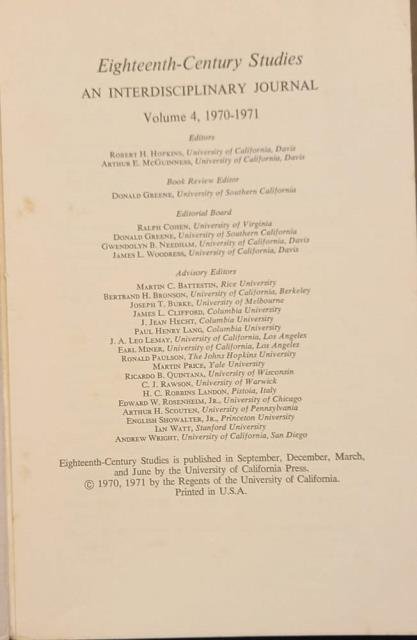 Eighteenth-Century Studies
AN INTERDISCIPLINARY JOURNAL
Volume 4, 1970-1971
Editors
ROBERT H. HOPKINS, University of California, Davis
ARTHUR E. MCGUINNESS, University of California, Davis
Book Review Editor
DONALD GREENE, University of Southern California
Editorial Board
RALPH COHEN, University of Virginia
DONALD GREENE, University of Southern California
GWENDOLYN B. NEEDHAM, University of California, Davis
JAMES L. WOODRESS, University of California, Davis
Advisory Editors
MARTIN C. BATTESTIN, Rice University
BERTRAND H. BRONSON, University of California, Berkeley
JOSEPH T. BURKE, University of Melbourne
JAMES L. CLIFFORD, Columbia University
J. JEAN HECHT, Columbia University
PAUL HENRY LANG, Columbia University
J. A. LEO LEMAY, University of California, Los Angeles
EARL MINER, University of California, Los Angeles
RONALD PAULSON, The Johns Hopkins University
MARTIN PRICE, Yale University
RICARDO B. QUINTANA, University of Wisconsin
C. J. RAWSON, University of Warwick
H. C. ROBBINS LANDON, Pistoia, Italy
EDWARD W. ROSENHEIM, JR., University of Chicago
ARTHUR H. SCOUTEN, University of Pennsylvania
ENGLISH SHOWALTER, JR., Princeton University
IAN WATT, Stanford University
ANDREW WRIGHT, University of California, San Diego
Eighteenth-Century Studies is published in September, December, March,
and June by the University of California Press.
© 1970, 1971 by the Regents of the University of California.
Printed in U.S.A.